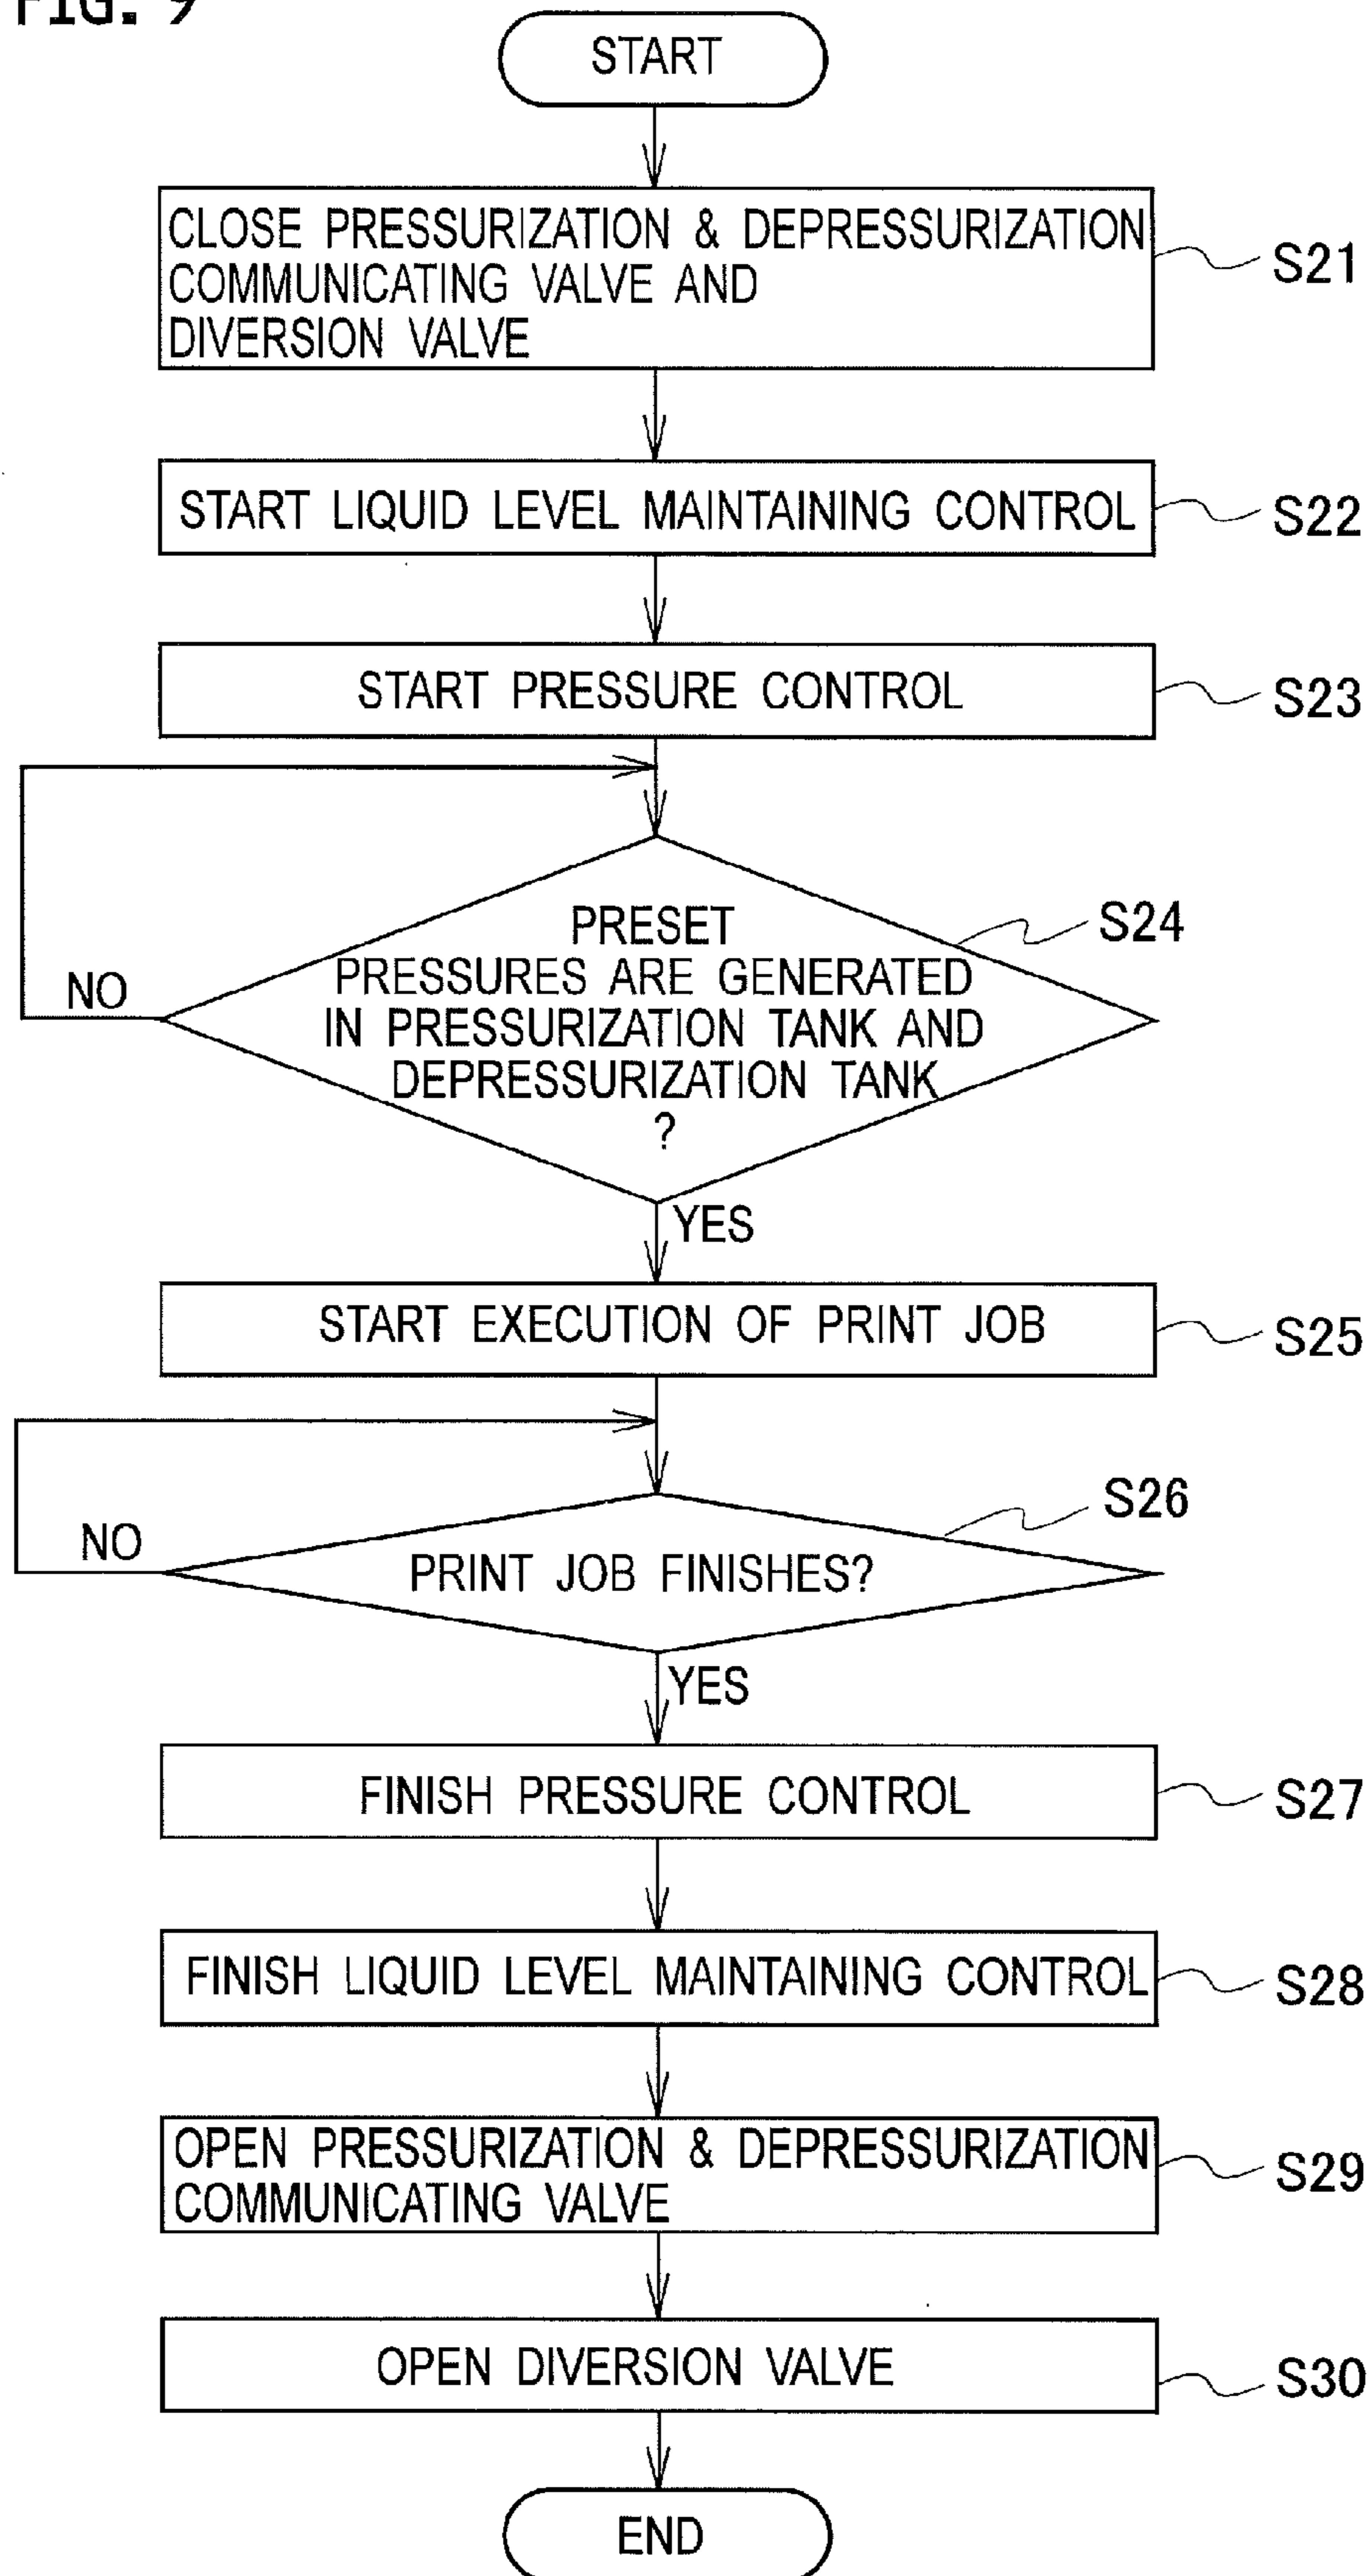 FIG. 9
START
CLOSE PRESSURIZATION & DEPRESSURIZATION
COMMUNICATING VALVE AND
DIVERSION VALVE
S21
START LIQUID LEVEL MAINTAINING CONTROL
S22
START PRESSURE CONTROL
S23
PRESET
PRESSURES ARE GENERATED
IN PRESSURIZATION TANK AND
DEPRESSURIZATION TANK
?
S24
NO
YES
START EXECUTION OF PRINT JOB
S25
PRINT JOB FINISHES?
S26
NO
YES
FINISH PRESSURE CONTROL
S27
FINISH LIQUID LEVEL MAINTAINING CONTROL
S28
OPEN PRESSURIZATION & DEPRESSURIZATION
COMMUNICATING VALVE
S29
OPEN DIVERSION VALVE
S30
END